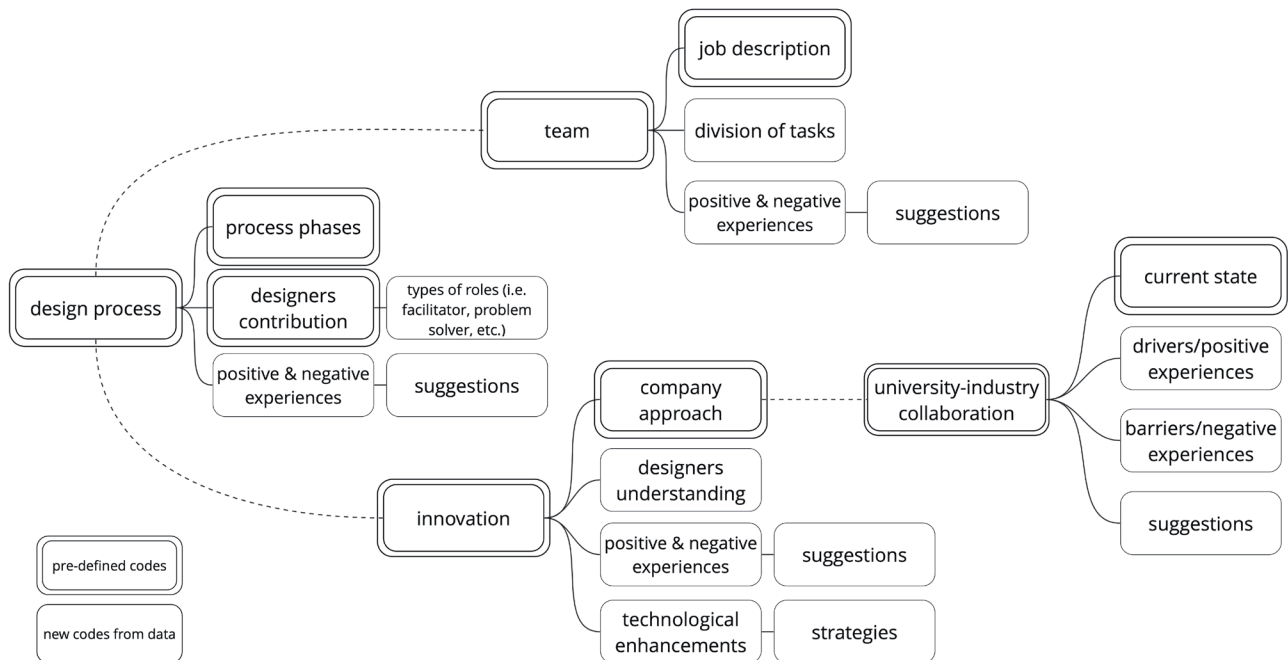 job description
team
division of tasks
positive & negative
experiences
suggestions
process phases
design process
designers
contribution
types of roles (i.e.
facilitator, problem
solver, etc.)
positive & negative
experiences
suggestions
company
approach
designers
understanding
innovation
positive & negative
experiences
suggestions
technological
enhancements
strategies
university-industry
collaboration
current state
drivers/positive
experiences
barriers/negative
experiences
suggestions
pre-defined codes
new codes from data